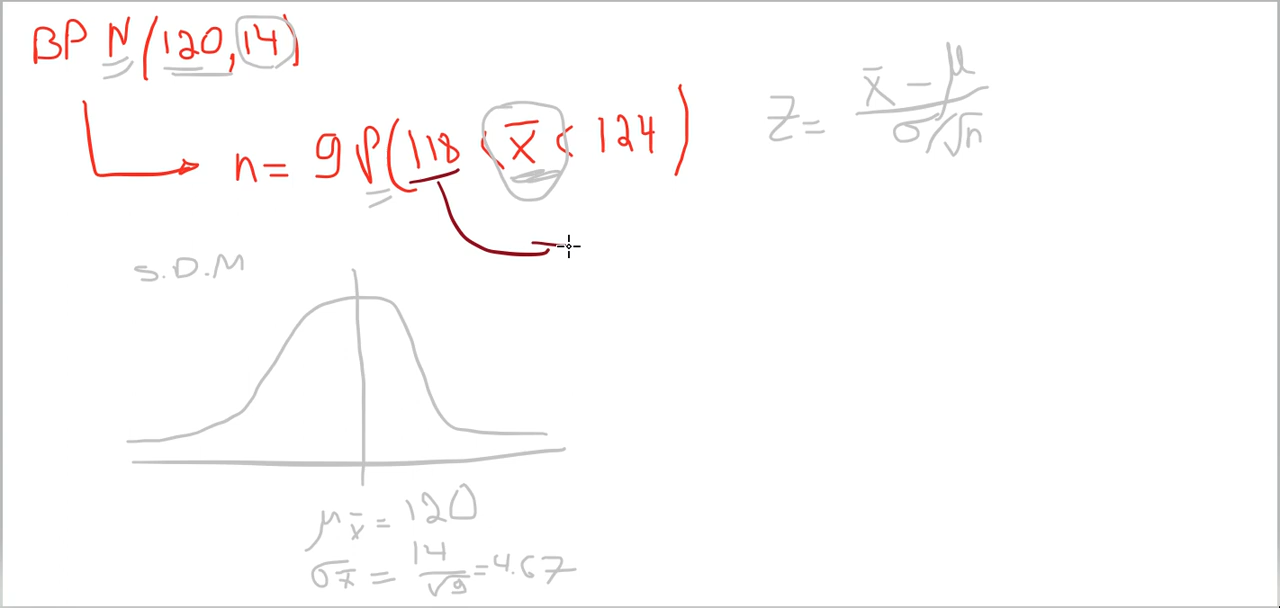 BP N(120,14)
n= 9 P(118 < x̄ < 124)
Z= x̄ - μ / σ/√n
S.D.M
μx̄ = 120
σx̄ = 14/√9 =4.67